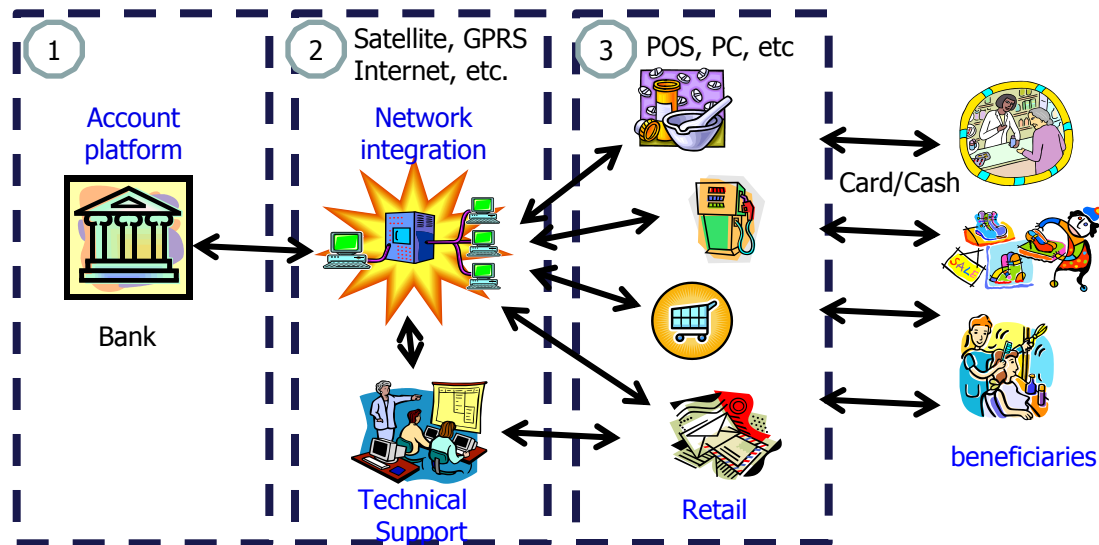 1
Account
platform
Bank
2
Satellite, GPRS
Internet, etc.
Network
integration
Technical
Support
3
POS, PC, etc
Retail
Card/Cash
SALE
beneficiaries